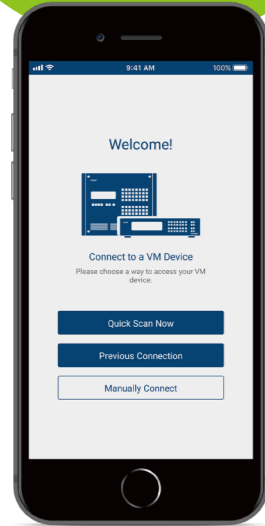 9:41 AM
100%
Welcome!
Connect to a VM Device
Please choose a way to access your VM
device.
Quick Scan Now
Previous Connection
Manually Connect